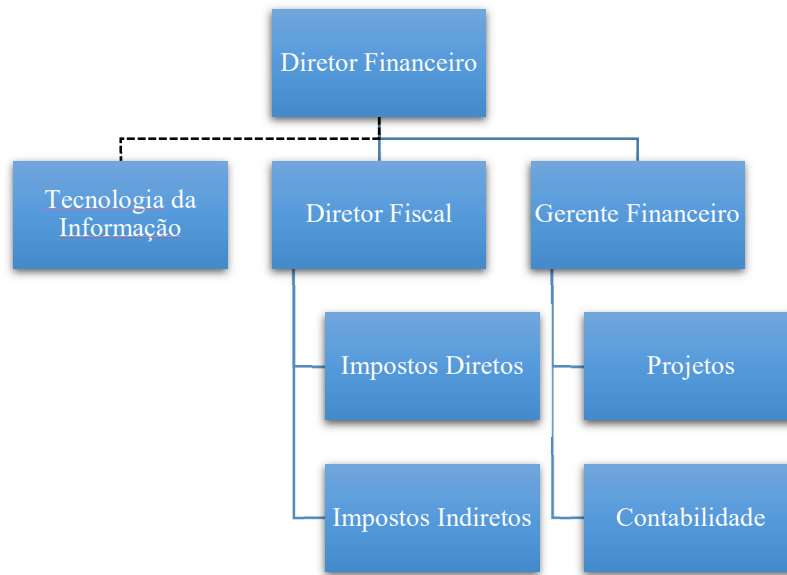 Diretor Financeiro
Tecnologia da
Informação
Diretor Fiscal
Gerente Financeiro
Impostos Diretos
Projetos
Impostos Indiretos
Contabilidade